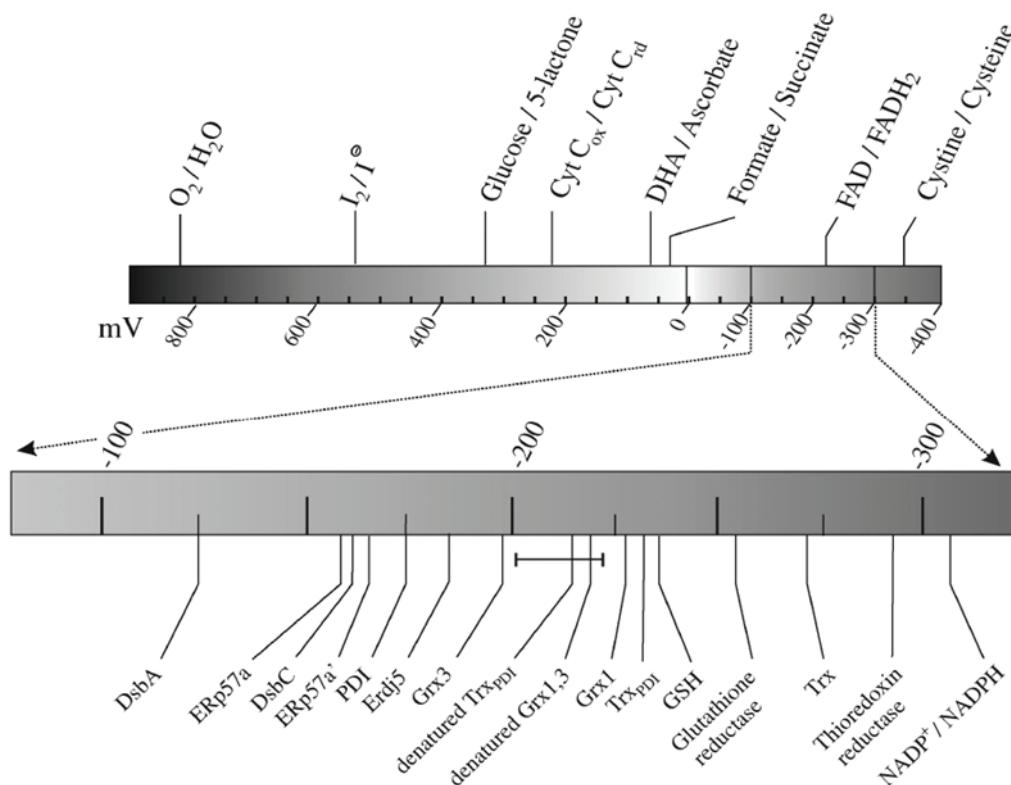 O₂ / H₂O
I₂ / I⊖
Glucose / 5-lactone
Cyt Cox / Cyt Crd
DHA / Ascorbate
Formate / Succinate
FAD / FADH₂
Cystine / Cysteine
mV
800
600
400
200
0
-100
-200
-300
-400
-100
-200
-300
DsbA
ERp57a
DsbC
ERp57a'
PDI
Erdj5
Grx3
denatured TrxPDI
denatured Grx1,3
Grx1
TrxPDI
GSH
Glutathione
reductase
Trx
Thioredoxin
reductase
NADP⁺ / NADPH